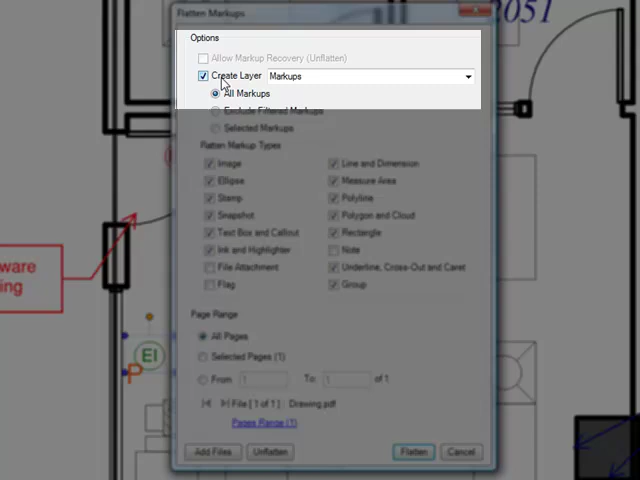 Flatten Markups
2051
Options
Allow Markup Recovery (Unflatten)
Create Layer Markups
All Markups
Exclude Filtered Markups
Selected Markups
Flatten Markup Types
Image Line and Dimension
Ellipse Measure Area
Stamp Polyline
Snapshot Polygon and Cloud
Text Box and Callout Rectangle
Ink and Highlighter Note
File Attachment Underline, Cross-Out and Caret
Flag Group
ware
ing
Page Range
All Pages
Selected Pages (1)
From 1 To: 1 of 1
File [ 1 of 1 ] Drawing.pdf
Pages Range (1)
EI
P
Add Files Unflatten Flatten Cancel